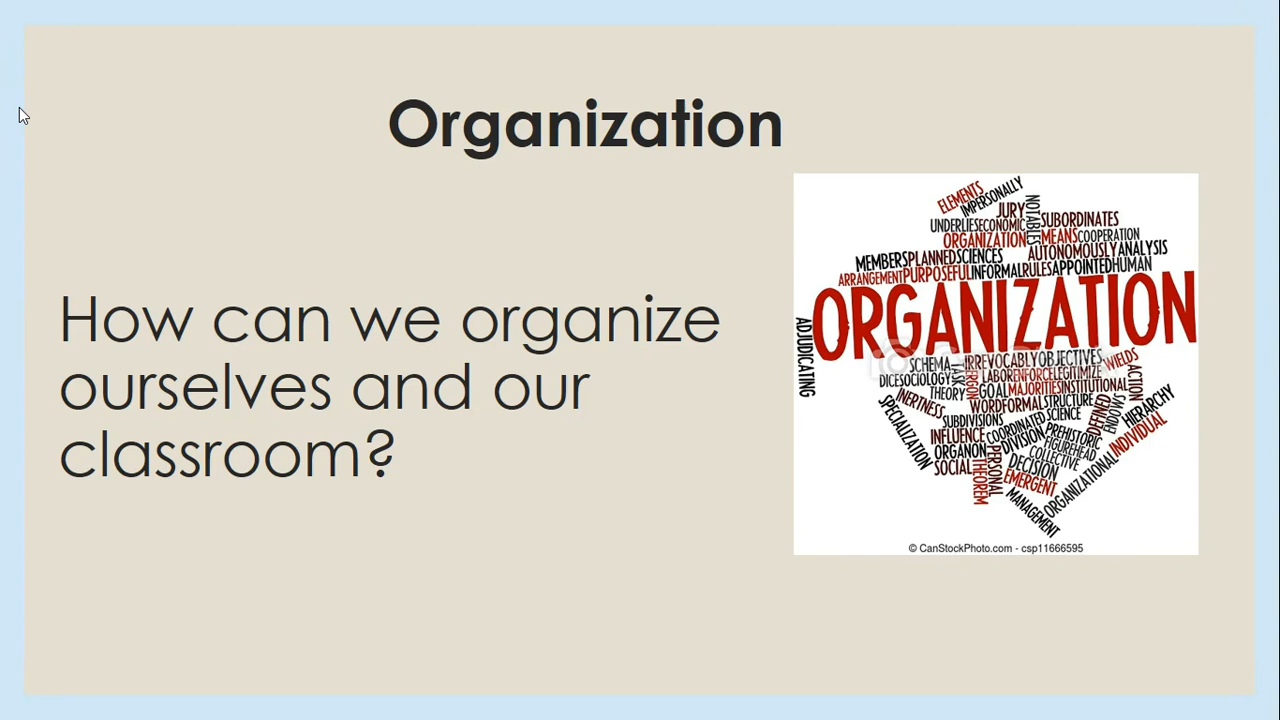 Organization
How can we organize
ourselves and our
classroom?
ELEMENTS
IMPERSONALLY
NOTABLES
JURY
SUBORDINATES
UNDERLIES ECONOMIC
ORGANIZATION MEANS COOPERATION
MEMBERS PLANNED SCIENCES AUTONOMOUSLY ANALYSIS
ARRANGEMENT PURPOSEFUL INFORMAL RULES APPOINTED HUMAN
ORGANIZATION
ADJUDICATING
SCHEMA TASK ERGON IRREVOCABLY OBJECTIVES WIELDS
DICE SOCIOLOGY LABOR ENFORCE LEGITIMIZE ACTION
THEORY GOAL MAJORITIES INSTITUTIONAL
INERTNESS WORD FORMAL STRUCTURE DEFINED HIERARCHY
SPECIALIZATION SUBDIVISIONS COORDINATED SCIENCE
INFLUENCE DIVISION PREHISTORIC INDIVIDUAL
ORGANON PERSONAL FIGUREHEAD
SOCIAL THEOREM DECISION COLLECTIVE
EMERGENT ORGANIZATIONAL
MANAGEMENT
© CanStockPhoto.com - csp11666595